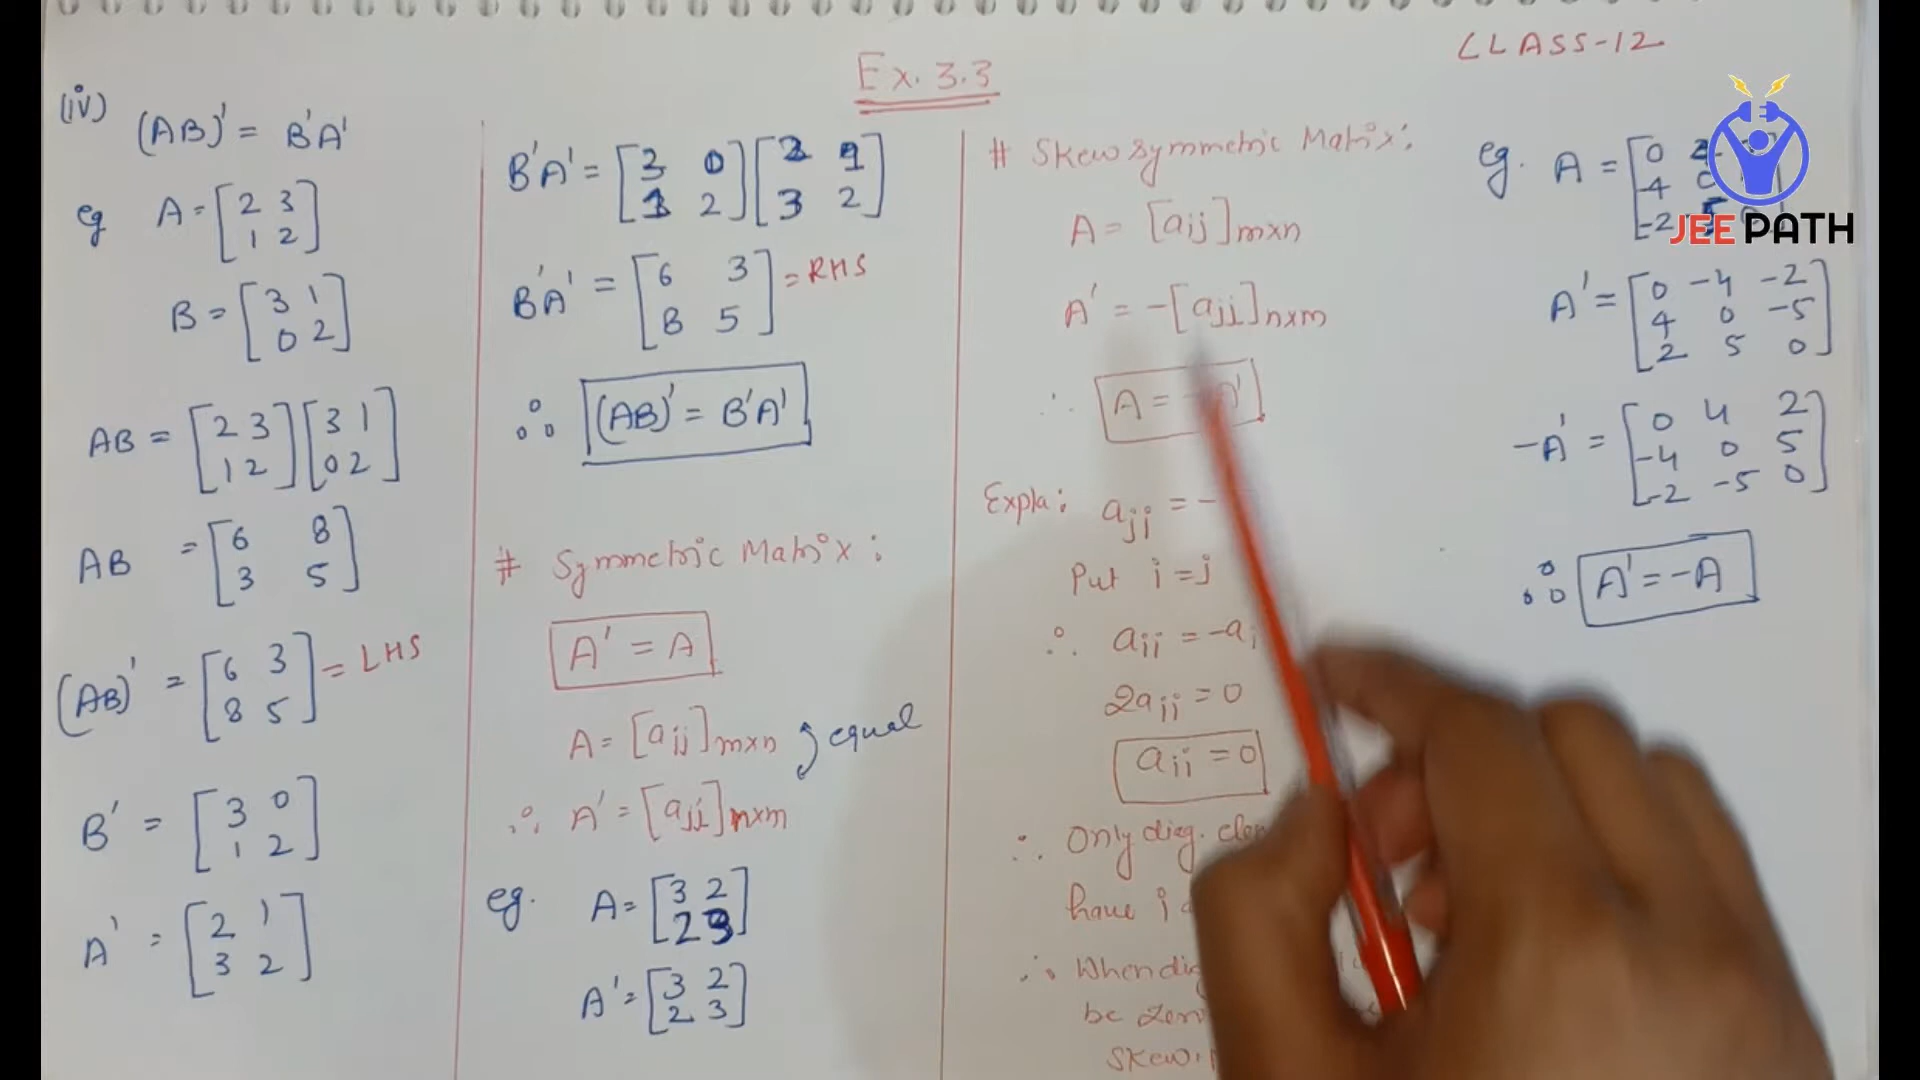 Ex. 3.3
CLASS-12
(iv)
(AB)' = B'A'
eg A = [2 3
1 2]
B = [3 1
0 2]
AB = [2 3
1 2] [3 1
0 2]
AB = [6 8
3 5]
(AB)' = [6 3
8 5] = LHS
B' = [3 0
1 2]
A' = [2 1
3 2]
B'A' = [3 0
1 2] [2 1
3 2]
B'A' = [6 3
8 5] = RHS
∴ (AB)' = B'A'
# Symmetric Matrix :
A' = A
A = [aij]m×n } equal
∴ A' = [aji]n×m
eg. A = [3 2
2 3]
A' = [3 2
2 3]
# Skew symmetric Matrix :
A = [aij]m×n
A' = -[aji]n×m
∴ A = - A'
Expla : aij = -
Put i = j
∴ aii = -a
2aii = 0
aii = 0
∴ Only diag.
have i
∴ When
be zero
Skew.
eg. A = [0
-4
-2
A' = [0 -4 -2
4 0 -5
2 5 0]
-A' = [0 4 2
-4 0 5
-2 -5 0]
∴ A' = -A
JEE PATH